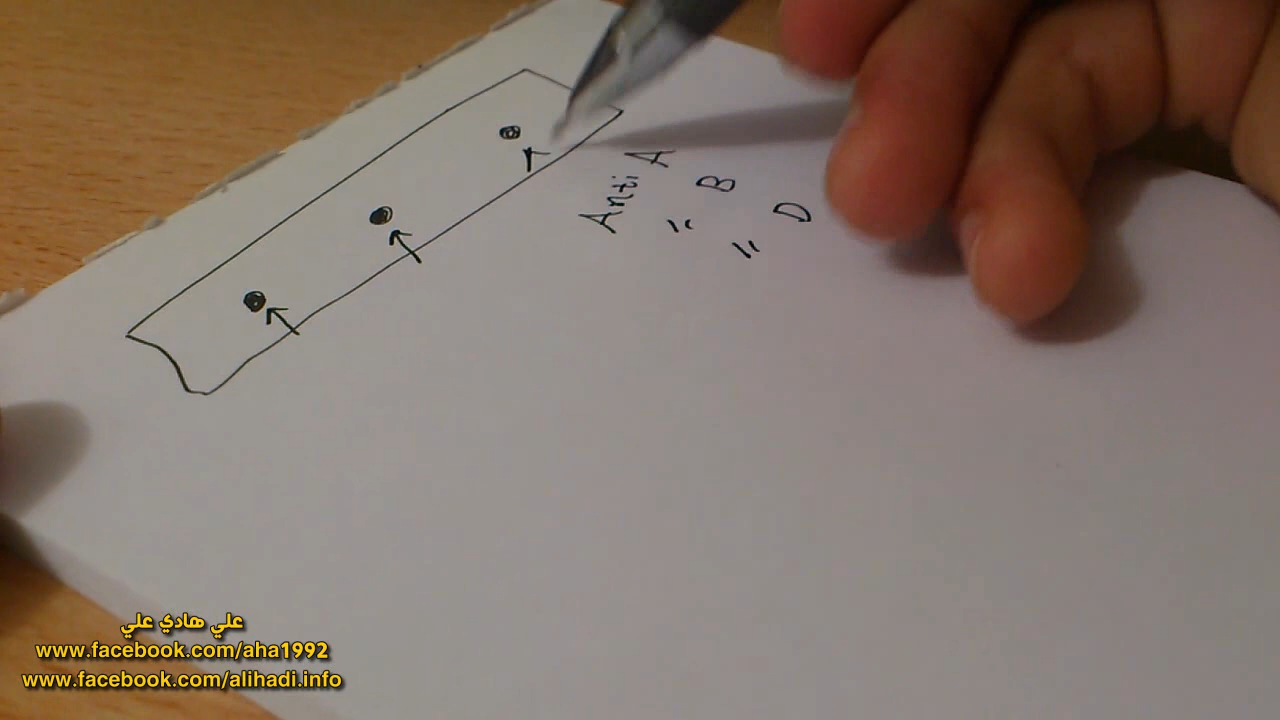 Anti A
〃 B
〃 D
علي هادي علي
www.facebook.com/aha1992
www.facebook.com/alihadi.info